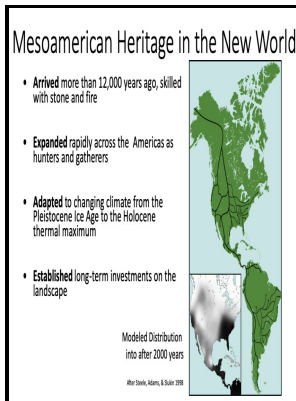 Mesoamerican Heritage in the New World
• Arrived more than 12,000 years ago, skilled
with stone and fire
• Expanded rapidly across the Americas as
hunters and gatherers
• Adapted to changing climate from the
Pleistocene Ice Age to the Holocene
thermal maximum
• Established long-term investments on the
landscape
Modeled Distribution
into after 2000 years
After Steele, Adams, & Slukin 1998